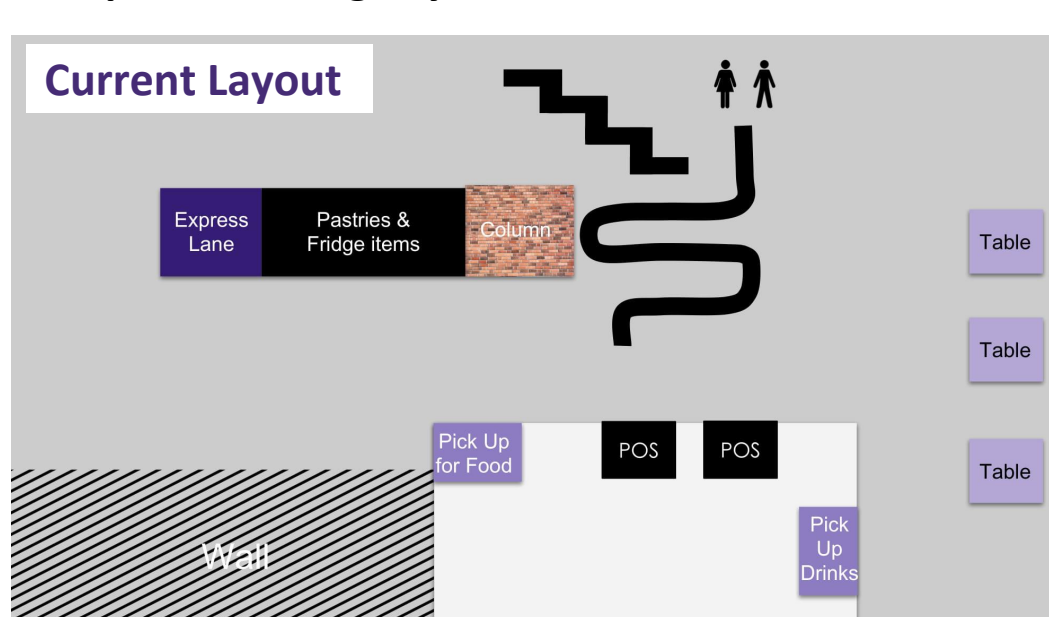 Current Layout
Express
Lane
Pastries &
Fridge items
Column
Table
Table
Pick Up
for Food
POS
POS
Table
Pick
Up
Drinks
Wall